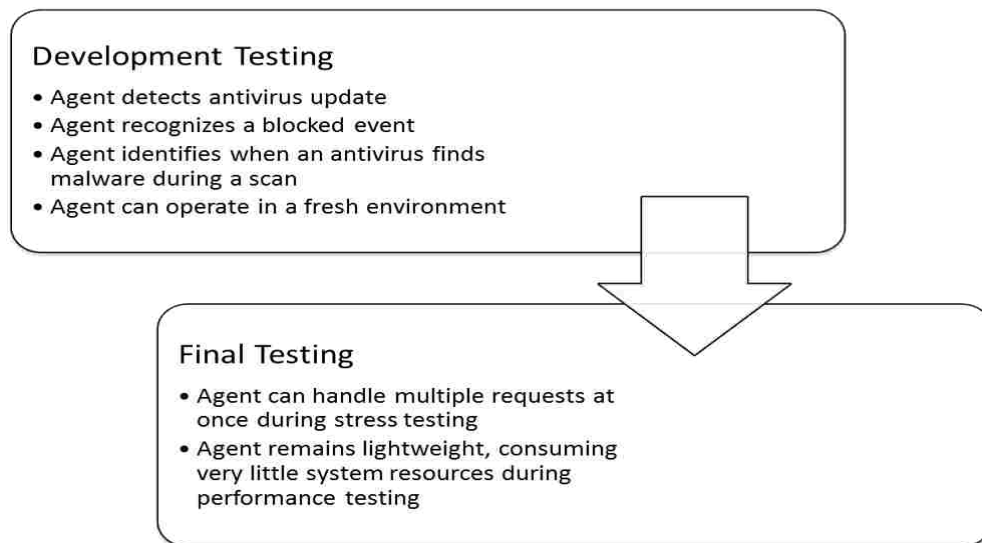 Development Testing
• Agent detects antivirus update
• Agent recognizes a blocked event
• Agent identifies when an antivirus finds
malware during a scan
• Agent can operate in a fresh environment
Final Testing
• Agent can handle multiple requests at
once during stress testing
• Agent remains lightweight, consuming
very little system resources during
performance testing